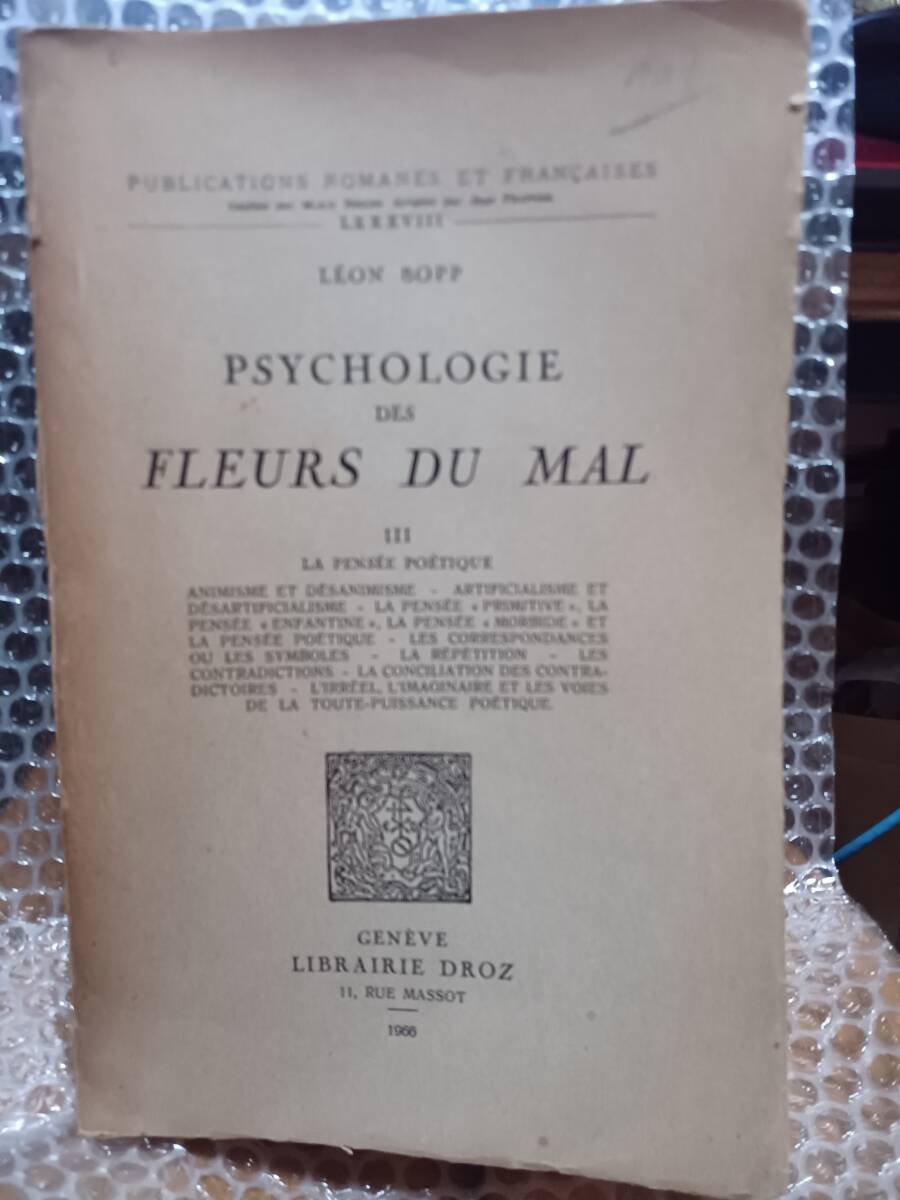 PUBLICATIONS ROMANES ET FRANÇAISES
LXXXVIII
LÉON BOPP
PSYCHOLOGIE
DES
FLEURS DU MAL
III
LA PENSÉE POÉTIQUE
ANIMISME ET DÉSANIMISME - ARTIFICIALISME ET
DÉSARTIFICIALISME - LA PENSÉE « PRIMITIVE », LA
PENSÉE « ENFANTINE », LA PENSÉE « MORBIDE » ET
LA PENSÉE POÉTIQUE - LES CORRESPONDANCES
OU LES SYMBOLES - LA RÉPÉTITION - LES
CONTRADICTIONS - LA CONCILIATION DES CONTRA-
DICTOIRES - L'IRRÉEL, L'IMAGINAIRE ET LES VOIES
DE LA TOUTE-PUISSANCE POÉTIQUE
GENÈVE
LIBRAIRIE DROZ
11, RUE MASSOT
1966